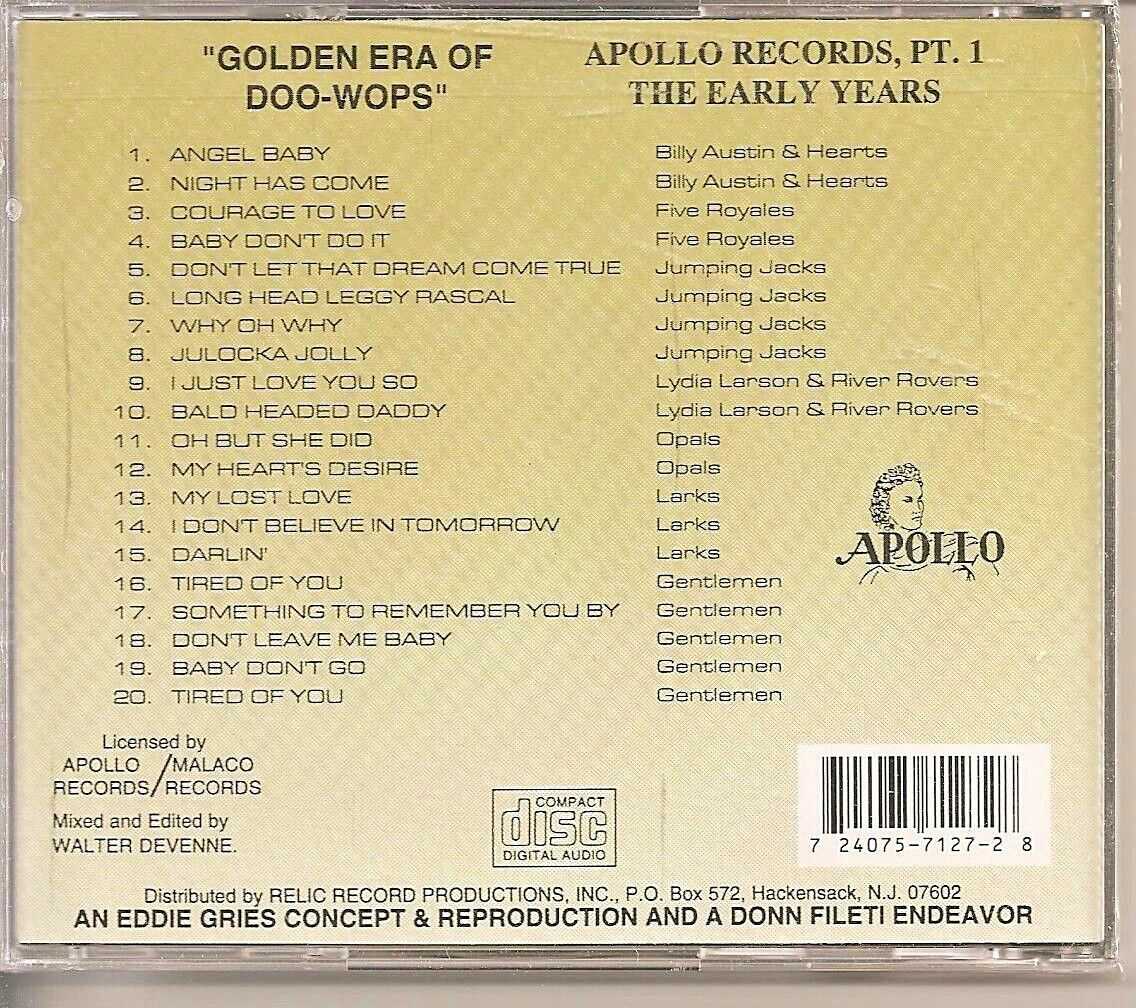 "GOLDEN ERA OF
DOO-WOPS"
APOLLO RECORDS, PT. 1
THE EARLY YEARS
1. ANGEL BABY Billy Austin & Hearts
2. NIGHT HAS COME Billy Austin & Hearts
3. COURAGE TO LOVE Five Royales
4. BABY DON'T DO IT Five Royales
5. DON'T LET THAT DREAM COME TRUE Jumping Jacks
6. LONG HEAD LEGGY RASCAL Jumping Jacks
7. WHY OH WHY Jumping Jacks
8. JULOCKA JOLLY Jumping Jacks
9. I JUST LOVE YOU SO Lydia Larson & River Rovers
10. BALD HEADED DADDY Lydia Larson & River Rovers
11. OH BUT SHE DID Opals
12. MY HEART'S DESIRE Opals
13. MY LOST LOVE Larks
14. I DON'T BELIEVE IN TOMORROW Larks
15. DARLIN' Larks
16. TIRED OF YOU Gentlemen
17. SOMETHING TO REMEMBER YOU BY Gentlemen
18. DON'T LEAVE ME BABY Gentlemen
19. BABY DON'T GO Gentlemen
20. TIRED OF YOU Gentlemen
APOLLO
Licensed by
APOLLO / MALACO
RECORDS / RECORDS
Mixed and Edited by
WALTER DEVENNE.
COMPACT
disc
DIGITAL AUDIO
7 24075-7127-2 8
Distributed by RELIC RECORD PRODUCTIONS, INC., P.O. Box 572, Hackensack, N.J. 07602
AN EDDIE GRIES CONCEPT & REPRODUCTION AND A DONN FILETI ENDEAVOR